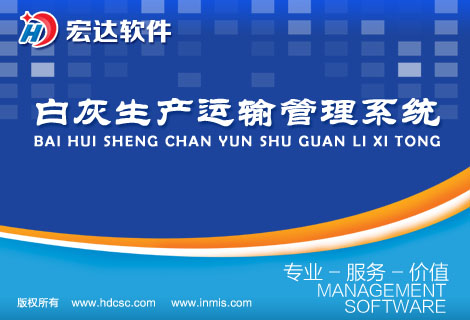 HD 宏达软件
白灰生产运输管理系统
BAI HUI SHENG CHAN YUN SHU GUAN LI XI TONG
专业 – 服务 – 价值
MANAGEMENT
SOFTWARE
版权所有 www.hdcsc.com www.inmis.com